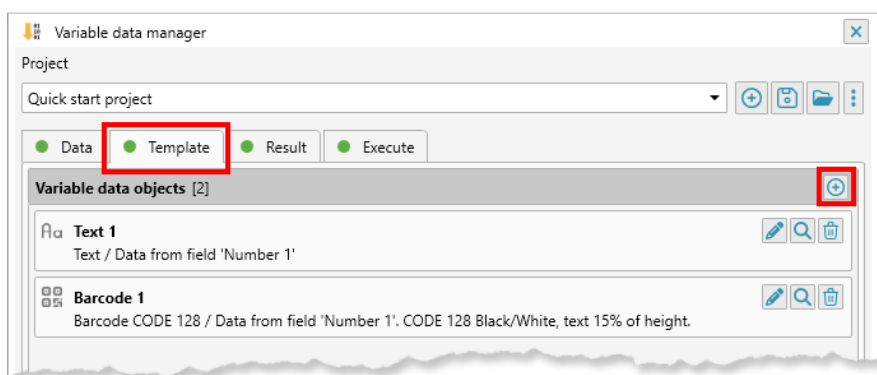 Variable data manager
Project
Quick start project
Data Template Result Execute
Variable data objects [2]
Aa Text 1
Text / Data from field 'Number 1'
Barcode 1
Barcode CODE 128 / Data from field 'Number 1'. CODE 128 Black/White, text 15% of height.